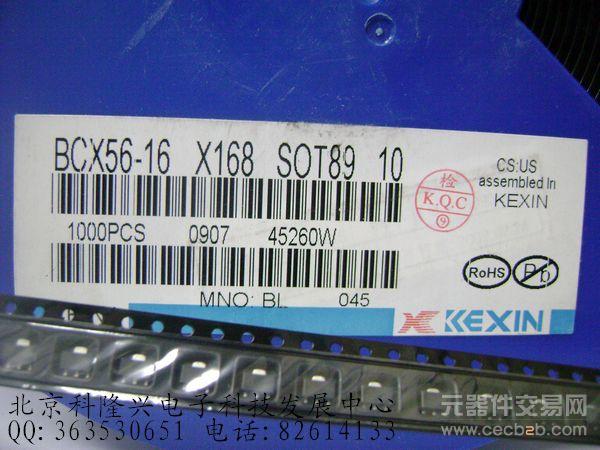 BCX56-16 X168 SOT89 10
1000PCS 0907 45260W
MNO: BL 045
检
K.Q.C
9
CS:US
assembled In
KEXIN
RoHS
Pb
KEXIN
北京科隆兴电子科技发展中心
QQ: 363530651 电话: 82614133
元器件交易网
www.cecb2b.com